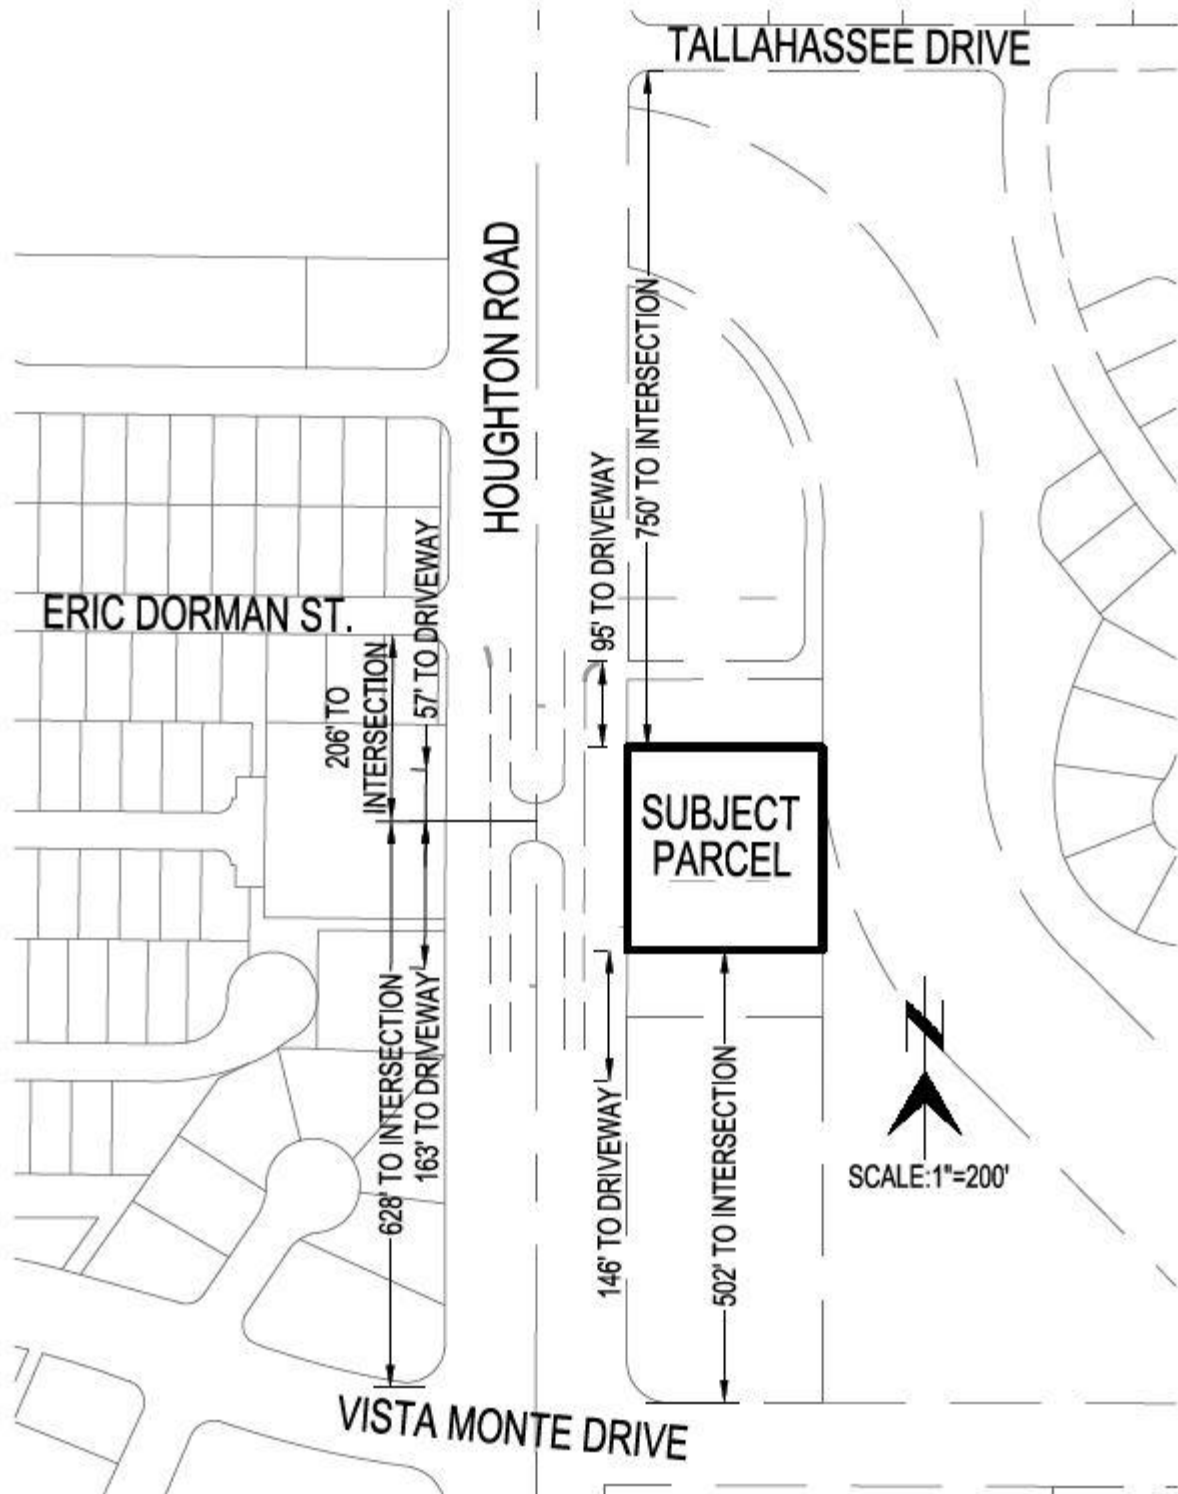 TALLAHASSEE DRIVE
HOUGHTON ROAD
750' TO INTERSECTION
95' TO DRIVEWAY
57' TO DRIVEWAY
ERIC DORMAN ST.
206' TO
INTERSECTION
SUBJECT
PARCEL
628' TO INTERSECTION
163' TO DRIVEWAY
146' TO DRIVEWAY
502' TO INTERSECTION
N
SCALE:1"=200'
VISTA MONTE DRIVE